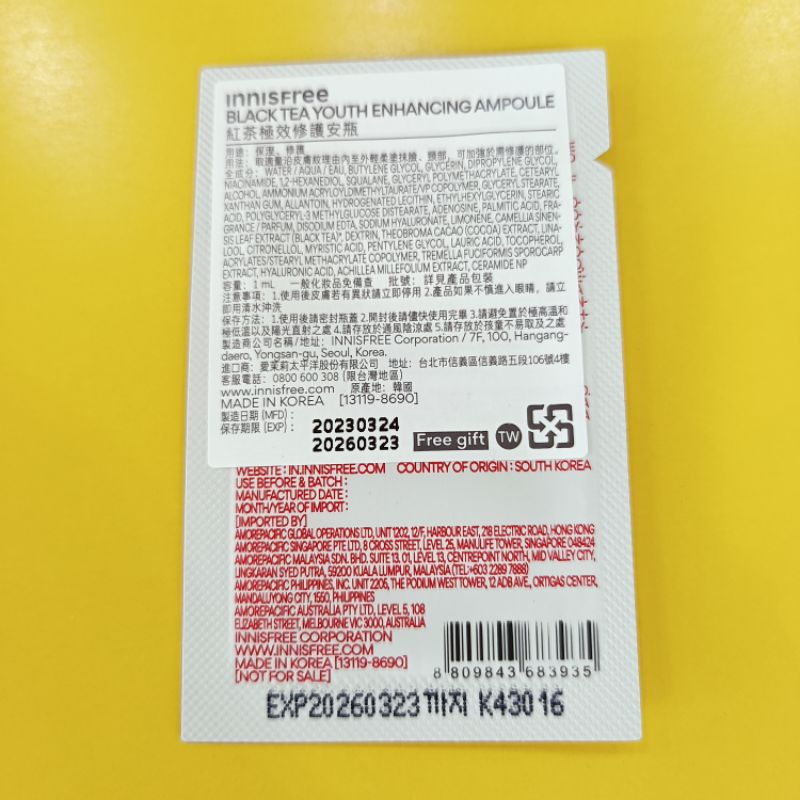 innisfree
BLACK TEA YOUTH ENHANCING AMPOULE
紅茶極效修護安瓶
用途：保溼、修護
用法：取適量沿皮膚紋理由內至外輕柔塗抹臉、頸部，可加強於需修護的部位。
全成分：WATER / AQUA / EAU, BUTYLENE GLYCOL, GLYCERIN, DIPROPYLENE GLYCOL,
NIACINAMIDE, 1,2-HEXANEDIOL, SQUALANE, GLYCERYL POLYMETHACRYLATE, CETEARYL
ALCOHOL, AMMONIUM ACRYLOYLDIMETHYLTAURATE/VP COPOLYMER, GLYCERYL STEARATE,
XANTHAN GUM, ALLANTOIN, HYDROGENATED LECITHIN, ETHYLHEXYLGLYCERIN, STEARIC
ACID, POLYGLYCERYL-3 METHYLGLUCOSE DISTEARATE, ADENOSINE, PALMITIC ACID, FRA-
GRANCE / PARFUM, DISODIUM EDTA, SODIUM HYALURONATE, LIMONENE, CAMELLIA SINEN-
SIS LEAF EXTRACT (BLACK TEA)*, DEXTRIN, THEOBROMA CACAO (COCOA) EXTRACT, LINA-
LOOL, CITRONELLOL, MYRISTIC ACID, PENTYLENE GLYCOL, LAURIC ACID, TOCOPHEROL,
ACRYLATES/STEARYL METHACRYLATE COPOLYMER, TREMELLA FUCIFORMIS SPOROCARP
EXTRACT, HYALURONIC ACID, ACHILLEA MILLEFOLIUM EXTRACT, CERAMIDE NP
容量：1 mL 一般化妝品免備查 批號：詳見產品包裝
注意事項：1.使用後皮膚若有異狀請立即停用 2.產品如果不慎進入眼睛，請立
即用清水沖洗
保存方法：1.使用後請密封瓶蓋 2.開封後請儘快使用完畢 3.請避免置於極高溫和
極低溫以及陽光直射之處 4.請存放於通風陰涼處 5.請存放於孩童不易取及之處
製造商公司名稱/地址：INNISFREE Corporation / 7F, 100, Hangang-
daero, Yongsan-gu, Seoul, Korea.
進口商：愛茉莉太平洋股份有限公司 地址：台北市信義區信義路五段106號4樓
客服電話：0800 600 308 (限台灣地區)
www.innisfree.com 原產地：韓國
MADE IN KOREA [13119-8690]
製造日期 (MFD)：20230324
保存期限 (EXP)：20260323 Free gift TW
WEBSITE : IN.INNISFREE.COM COUNTRY OF ORIGIN : SOUTH KOREA
USE BEFORE & BATCH :
MANUFACTURED DATE :
MONTH/YEAR OF IMPORT :
[IMPORTED BY]
AMOREPACIFIC GLOBAL OPERATIONS LTD, UNIT 1202, 12/F, HARBOUR EAST, 218 ELECTRIC ROAD, HONG KONG
AMOREPACIFIC SINGAPORE PTE LTD, 8 CROSS STREET, LEVEL 25, MANULIFE TOWER, SINGAPORE 048424
AMOREPACIFIC MALAYSIA SDN. BHD. SUITE 13. 01, LEVEL 13, CENTREPOINT NORTH, MID VALLEY CITY,
LINGKARAN SYED PUTRA, 59200 KUALA LUMPUR, MALAYSIA (TEL:+603 2289 7888)
AMOREPACIFIC PHILIPPINES, INC. UNIT 2206, THE PODIUM WEST TOWER, 12 ADB AVE., ORTIGAS CENTER,
MANDALUYONG CITY, 1550, PHILIPPINES
AMOREPACIFIC AUSTRALIA PTY LTD, LEVEL 5, 108
ELIZABETH STREET, MELBOURNE VIC 3000, AUSTRALIA
INNISFREE CORPORATION
WWW.INNISFREE.COM
MADE IN KOREA [13119-8690]
[NOT FOR SALE]
8 809843 683935
EXP20260323까지 K43016